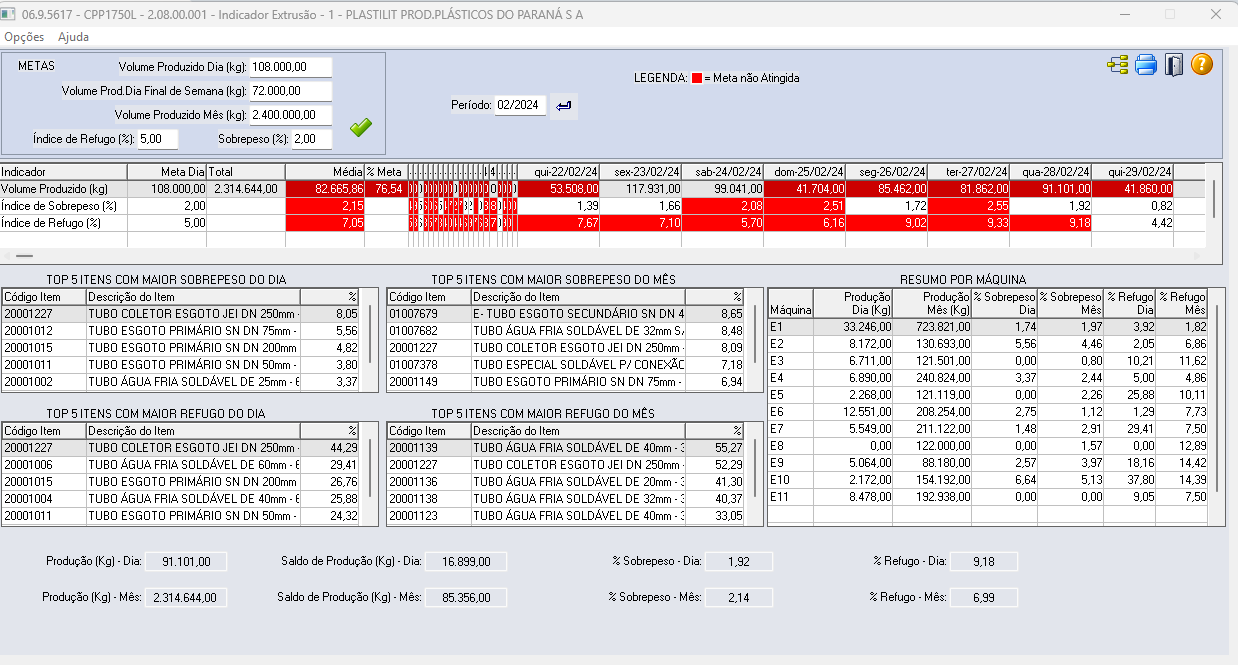 06.9.5617 - CPP1750L - 2.08.00.001 - Indicador Extrusão - 1 - PLASTILIT PROD.PLÁSTICOS DO PARANÁ S A
Opções Ajuda
METAS
Volume Produzido Dia (kg): 108.000,00
Volume Prod.Dia Final de Semana (kg): 72.000,00
Volume Produzido Mês (kg): 2.400.000,00
Índice de Refugo (%): 5,00 Sobrepeso (%): 2,00
Período: 02/2024
LEGENDA: = Meta não Atingida
Indicador Meta Dia Total Média % Meta qui-22/02/24 sex-23/02/24 sab-24/02/24 dom-25/02/24 seg-26/02/24 ter-27/02/24 qua-28/02/24 qui-29/02/24
Volume Produzido (kg) 108.000,00 2.314.644,00 82.665,86 76,54 53.508,00 117.931,00 99.041,00 41.704,00 85.462,00 81.862,00 91.101,00 41.860,00
Índice de Sobrepeso (%) 2,00 2,15 1,39 1,66 2,08 2,51 1,72 2,55 1,92 0,82
Índice de Refugo (%) 5,00 7,05 7,67 7,10 5,70 6,16 9,02 9,33 9,18 4,42
TOP 5 ITENS COM MAIOR SOBREPESO DO DIA
Código Item Descrição do Item %
20001227 TUBO COLETOR ESGOTO JEI DN 250mm - 8,05
20001012 TUBO ESGOTO PRIMÁRIO SN DN 75mm - 5,56
20001015 TUBO ESGOTO PRIMÁRIO SN DN 200mm 4,82
20001011 TUBO ESGOTO PRIMÁRIO SN DN 50mm - 3,80
20001002 TUBO ÁGUA FRIA SOLDÁVEL DE 25mm - 6 3,37
TOP 5 ITENS COM MAIOR SOBREPESO DO MÊS
Código Item Descrição do Item %
01007679 E- TUBO ESGOTO SECUNDÁRIO SN DN 4 8,65
01007682 TUBO ÁGUA FRIA SOLDÁVEL DE 32mm S/ 8,48
20001227 TUBO COLETOR ESGOTO JEI DN 250mm - 8,09
01007378 TUBO ESPECIAL SOLDÁVEL P/ CONEXÃO 7,18
20001149 TUBO ESGOTO PRIMÁRIO SN DN 75mm - 6,94
TOP 5 ITENS COM MAIOR REFUGO DO DIA
Código Item Descrição do Item %
20001227 TUBO COLETOR ESGOTO JEI DN 250mm - 44,29
20001006 TUBO ÁGUA FRIA SOLDÁVEL DE 60mm - 6 29,41
20001015 TUBO ESGOTO PRIMÁRIO SN DN 200mm 26,76
20001004 TUBO ÁGUA FRIA SOLDÁVEL DE 40mm - 6 25,88
20001011 TUBO ESGOTO PRIMÁRIO SN DN 50mm - 24,32
TOP 5 ITENS COM MAIOR REFUGO DO MÊS
Código Item Descrição do Item %
20001139 TUBO ÁGUA FRIA SOLDÁVEL DE 40mm - 3 55,27
20001227 TUBO COLETOR ESGOTO JEI DN 250mm - 52,29
20001136 TUBO ÁGUA FRIA SOLDÁVEL DE 20mm - 3 41,30
20001138 TUBO ÁGUA FRIA SOLDÁVEL DE 32mm - 3 40,37
20001123 TUBO ÁGUA FRIA SOLDÁVEL DE 40mm - 3 33,05
RESUMO POR MÁQUINA
Máquina Produção Dia (Kg) Produção Mês (Kg) % Sobrepeso Dia % Sobrepeso Mês % Refugo Dia % Refugo Mês
E1 33.246,00 723.821,00 1,74 1,97 3,92 1,82
E2 8.172,00 130.693,00 5,56 4,46 2,05 6,86
E3 6.711,00 121.501,00 0,00 0,80 10,21 11,62
E4 6.890,00 240.824,00 3,37 2,44 5,00 4,86
E5 2.268,00 121.119,00 0,00 2,26 25,88 10,11
E6 12.551,00 208.254,00 2,75 1,12 1,29 7,73
E7 5.549,00 211.122,00 1,48 2,91 29,41 7,50
E8 0,00 122.000,00 0,00 1,57 0,00 12,89
E9 5.064,00 88.180,00 2,57 3,97 18,16 14,42
E10 2.172,00 154.192,00 6,64 5,13 37,80 14,39
E11 8.478,00 192.938,00 0,00 0,00 9,05 7,50
Produção (Kg) - Dia: 91.101,00 Saldo de Produção (Kg) - Dia: 16.899,00 % Sobrepeso - Dia: 1,92 % Refugo - Dia: 9,18
Produção (Kg) - Mês: 2.314.644,00 Saldo de Produção (Kg) - Mês: 85.356,00 % Sobrepeso - Mês: 2,14 % Refugo - Mês: 6,99